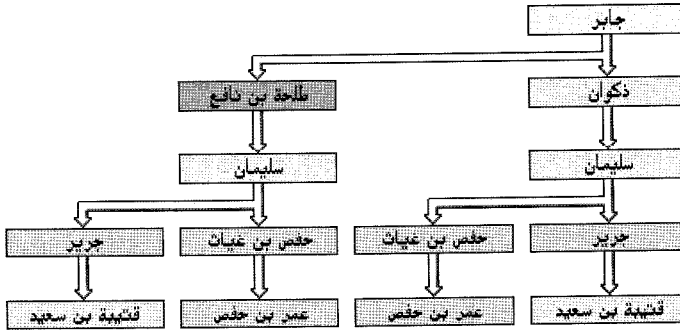 جابر
ذكوان
طلحة بن نافع
سليمان
سليمان
جرير
حفص بن غياث
حفص بن غياث
جرير
قتيبة بن سعيد
عمر بن حفص
عمر بن حفص
قتيبة بن سعيد